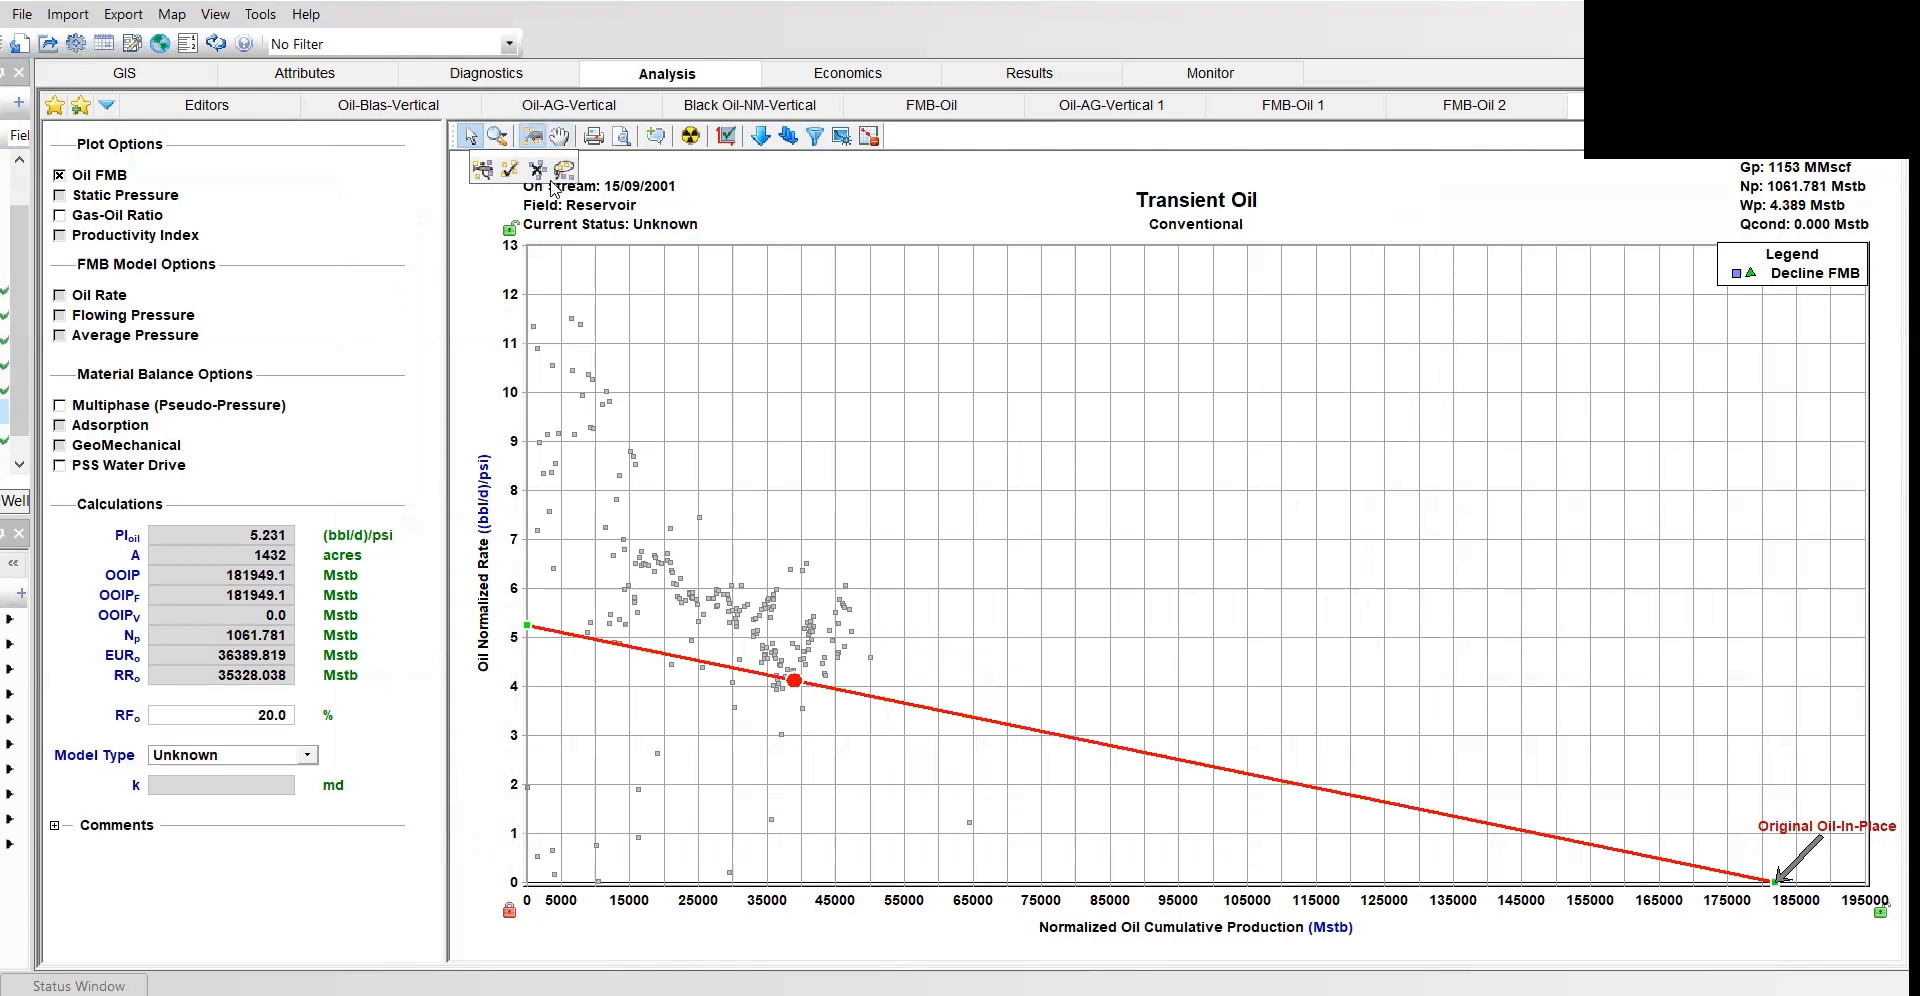 File Import Export Map View Tools Help
No Filter
GIS Attributes Diagnostics Analysis Economics Results Monitor
Editors Oil-Blas-Vertical Oil-AG-Vertical Black Oil-NM-Vertical FMB-Oil Oil-AG-Vertical 1 FMB-Oil 1 FMB-Oil 2
Fiel
Well
Plot Options
Oil FMB
Static Pressure
Gas-Oil Ratio
Productivity Index
FMB Model Options
Oil Rate
Flowing Pressure
Average Pressure
Material Balance Options
Multiphase (Pseudo-Pressure)
Adsorption
GeoMechanical
PSS Water Drive
Calculations
PIoil 5.231 (bbl/d)/psi
A 1432 acres
OOIP 181949.1 Mstb
OOIPF 181949.1 Mstb
OOIPV 0.0 Mstb
Np 1061.781 Mstb
EURo 36389.819 Mstb
RRo 35328.038 Mstb
RFo 20.0 %
Model Type Unknown
k md
Comments
15/09/2001
Field: Reservoir
Current Status: Unknown
Transient Oil
Conventional
Gp: 1153 MMscf
Np: 1061.781 Mstb
Wp: 4.389 Mstb
Qcond: 0.000 Mstb
Legend
Decline FMB
Oil Normalized Rate ((bbl/d)/psi)
13
12
11
10
9
8
7
6
5
4
3
2
1
0
Original Oil-In-Place
0 5000 15000 25000 35000 45000 55000 65000 75000 85000 95000 105000 115000 125000 135000 145000 155000 165000 175000 185000 195000
Normalized Oil Cumulative Production (Mstb)
Status Window